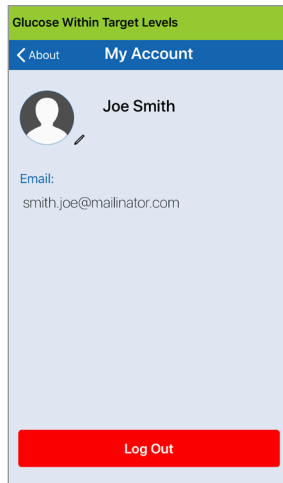 Glucose Within Target Levels
About
My Account
Joe Smith
Email:
smith.joe@mailinator.com
Log Out